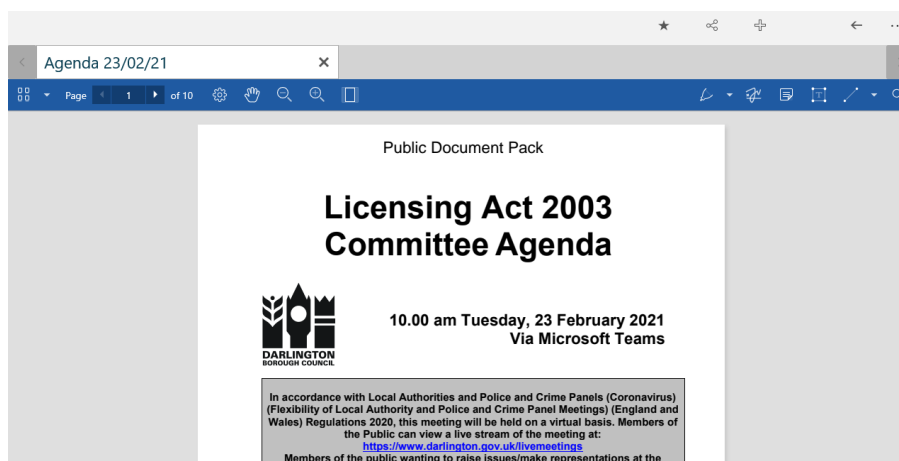 Agenda 23/02/21
Page 1 of 10
Public Document Pack
Licensing Act 2003
Committee Agenda
DARLINGTON
BOROUGH COUNCIL
10.00 am Tuesday, 23 February 2021
Via Microsoft Teams
In accordance with Local Authorities and Police and Crime Panels (Coronavirus)
(Flexibility of Local Authority and Police and Crime Panel Meetings) (England and
Wales) Regulations 2020, this meeting will be held on a virtual basis. Members of
the Public can view a live stream of the meeting at:
https://www.darlington.gov.uk/livemeetings
Members of the public wanting to raise issues/make representations at the